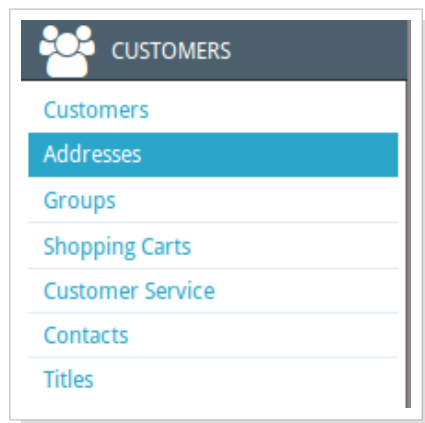 CUSTOMERS
Customers
Addresses
Groups
Shopping Carts
Customer Service
Contacts
Titles